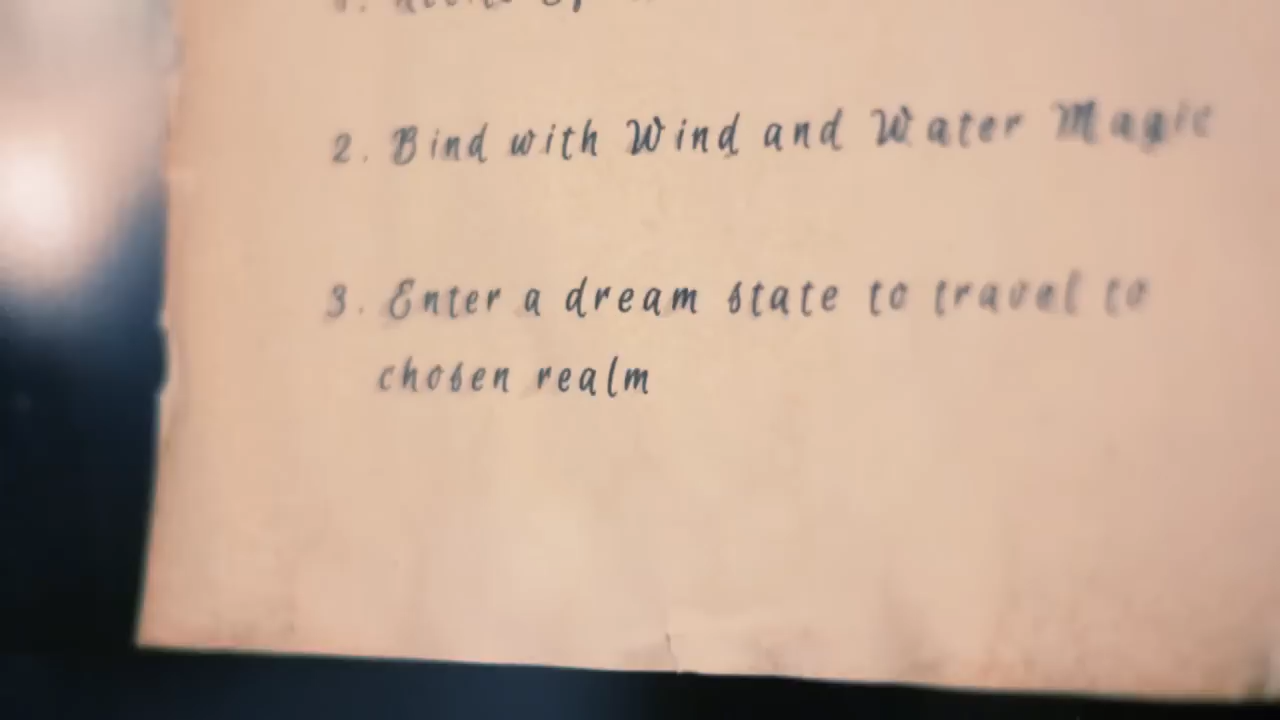 2. Bind with Wind and Water Magic
3. Enter a dream state to travel to
chosen realm